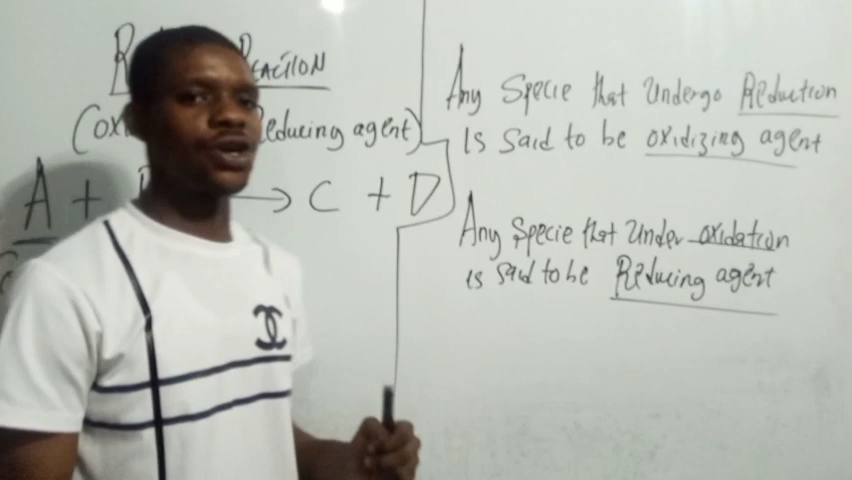 REACTION
(oxi Reducing agent)
A + B → C + D
Any Specie that Undergo Reduction
is said to be oxidizing agent
Any Specie that Under oxidation
is said to be Reducing agent